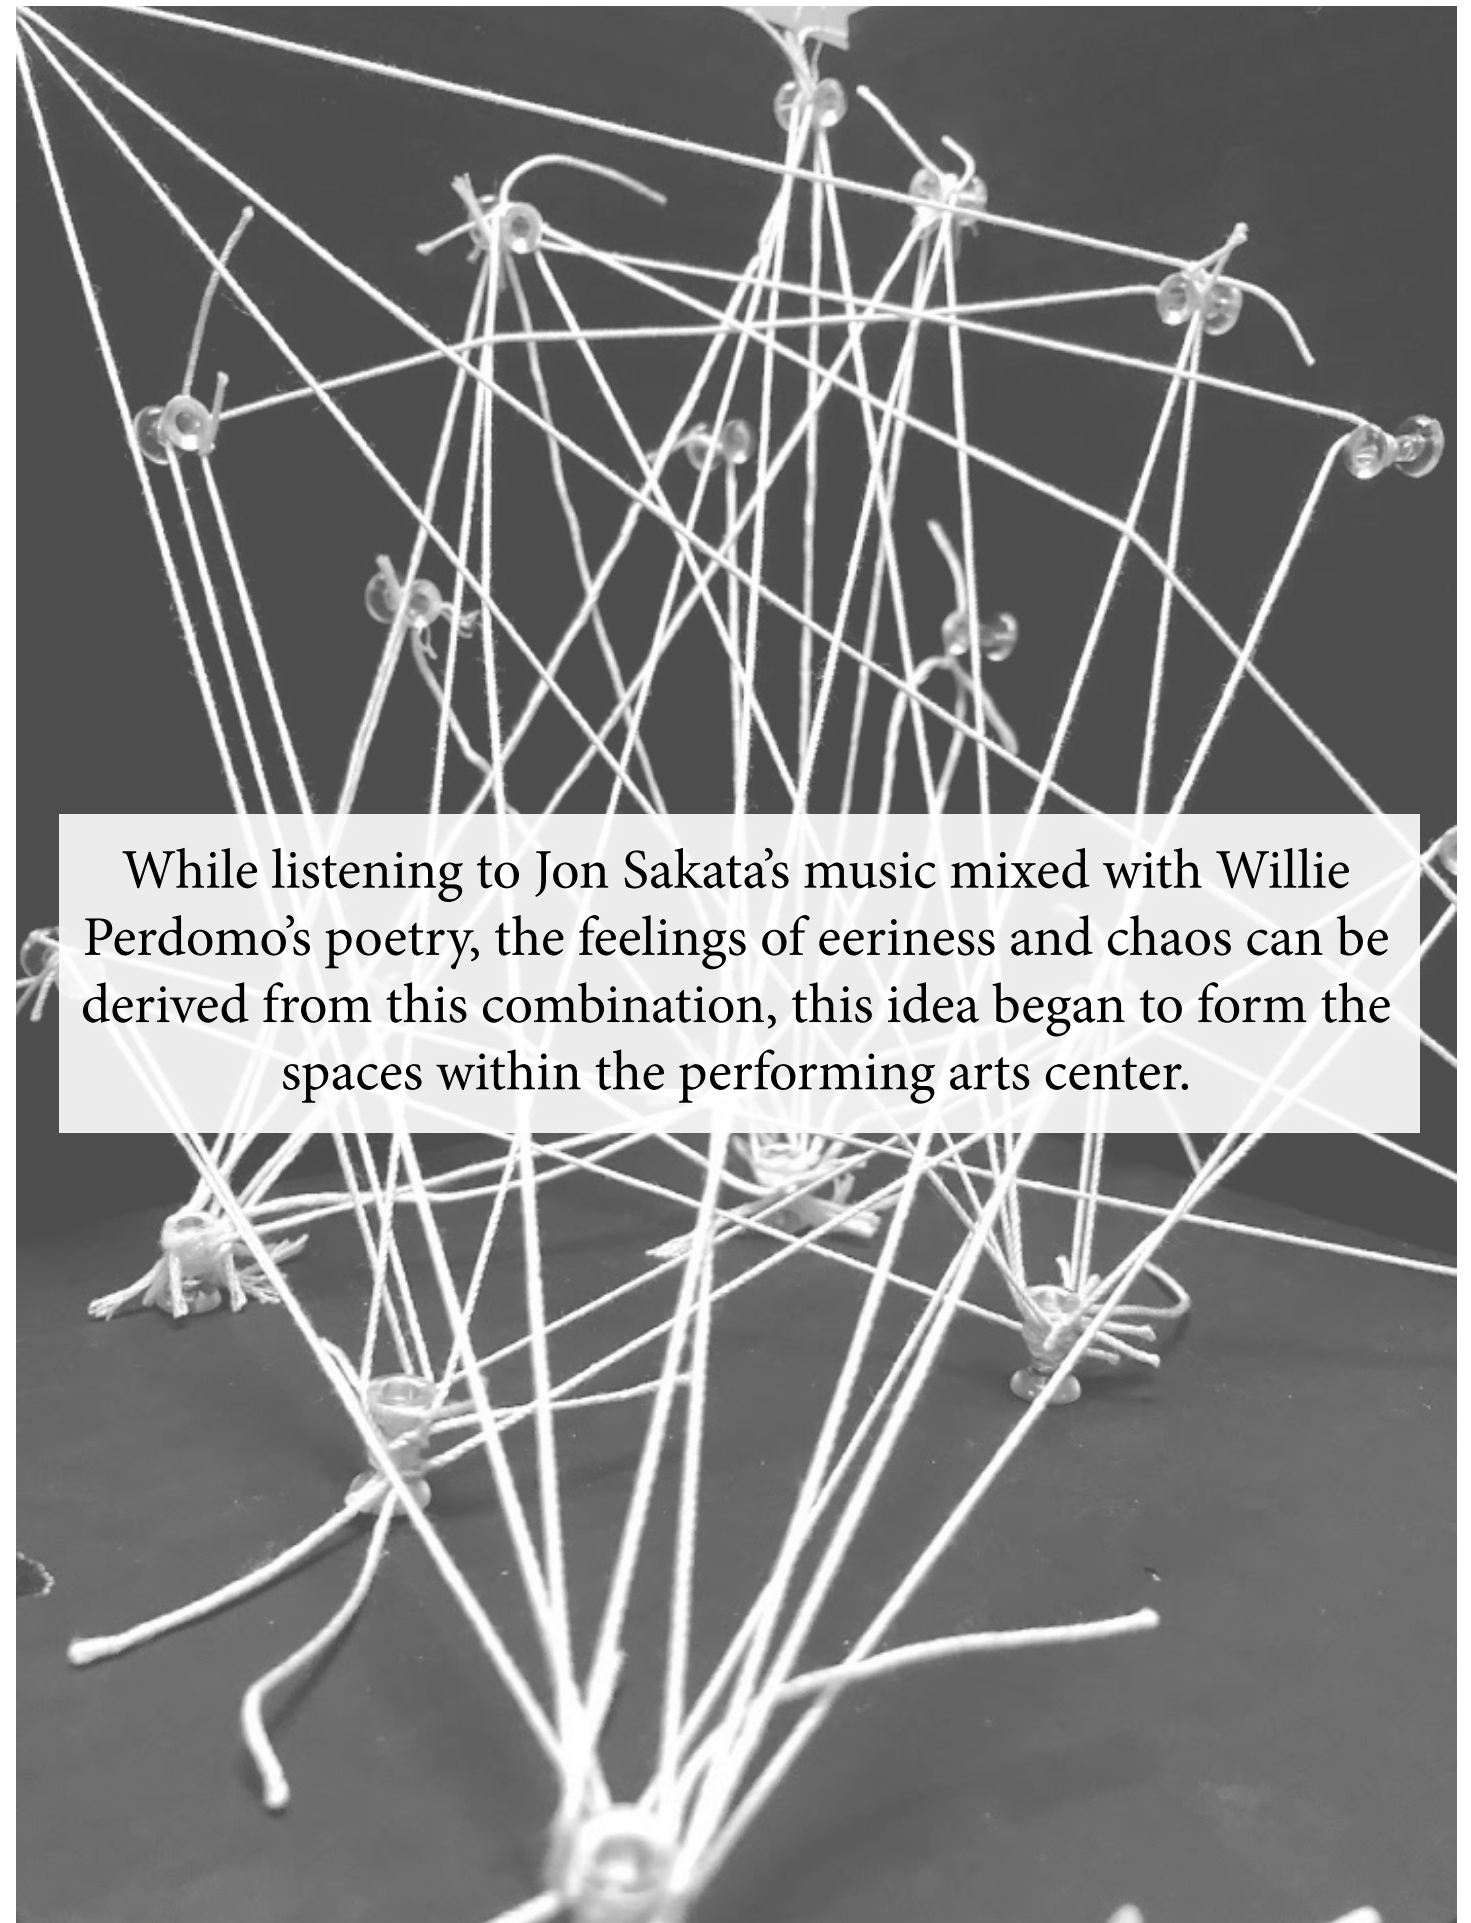 While listening to Jon Sakata’s music mixed with Willie
Perdomo’s poetry, the feelings of eeriness and chaos can be
derived from this combination, this idea began to form the
spaces within the performing arts center.